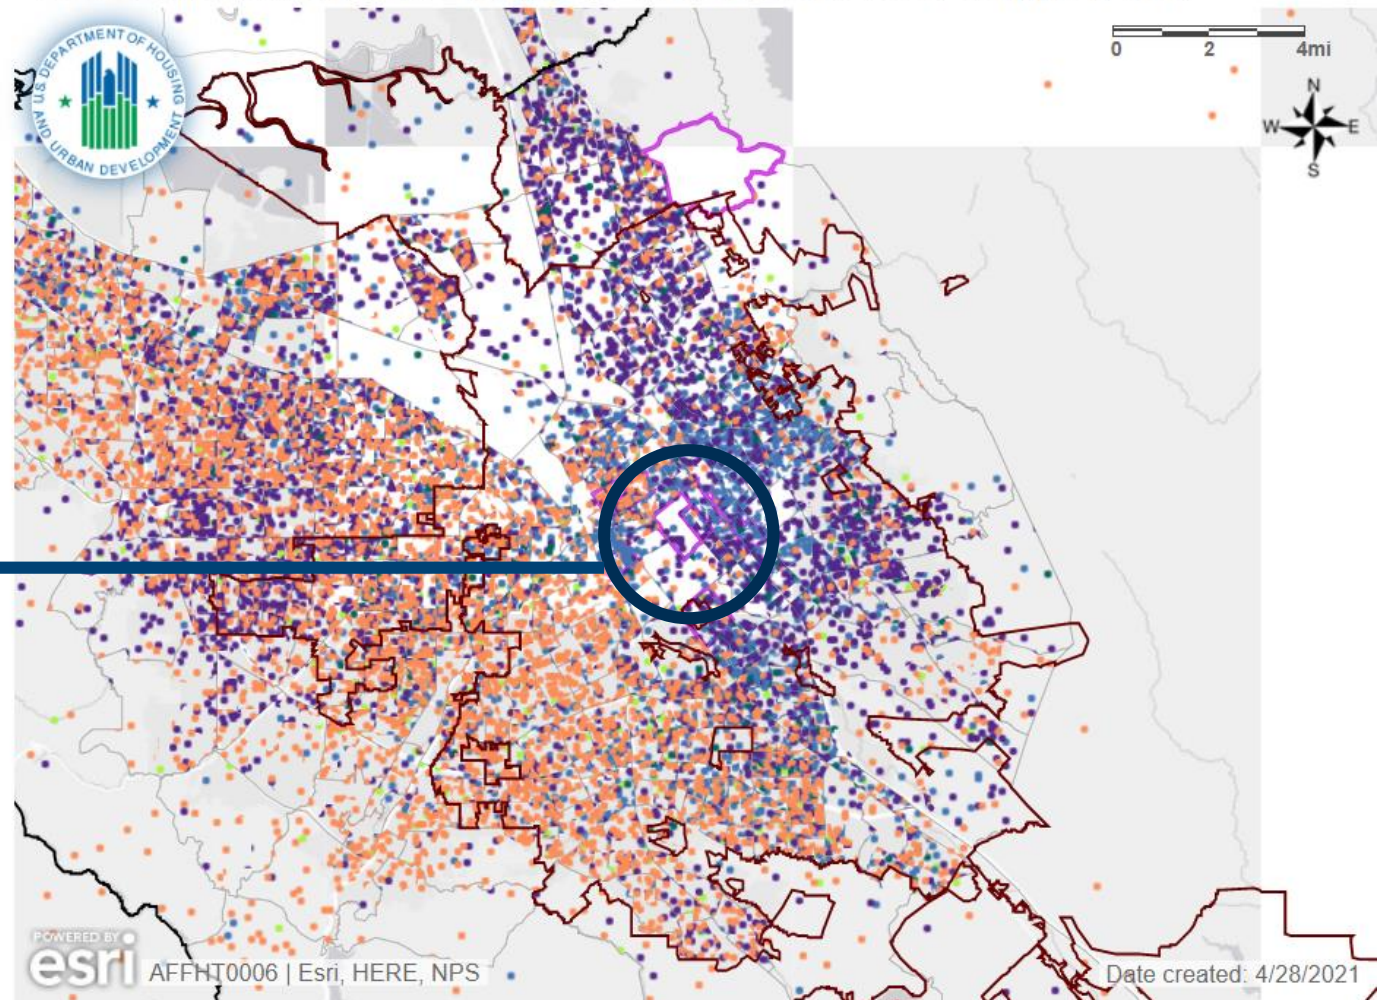 U.S. DEPARTMENT OF HOUSING
AND URBAN DEVELOPMENT
0 2 4mi
N
W E
S
POWERED BY
esri
AFFHT0006 | Esri, HERE, NPS
Date created: 4/28/2021